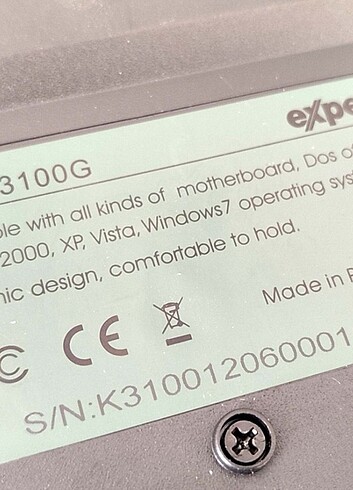 expe
3100G
ble with all kinds of motherboard, Dos o
2000, XP, Vista, Windows7 operating sys
nic design, comfortable to hold.
Made in
CE
S/N:K310012060001